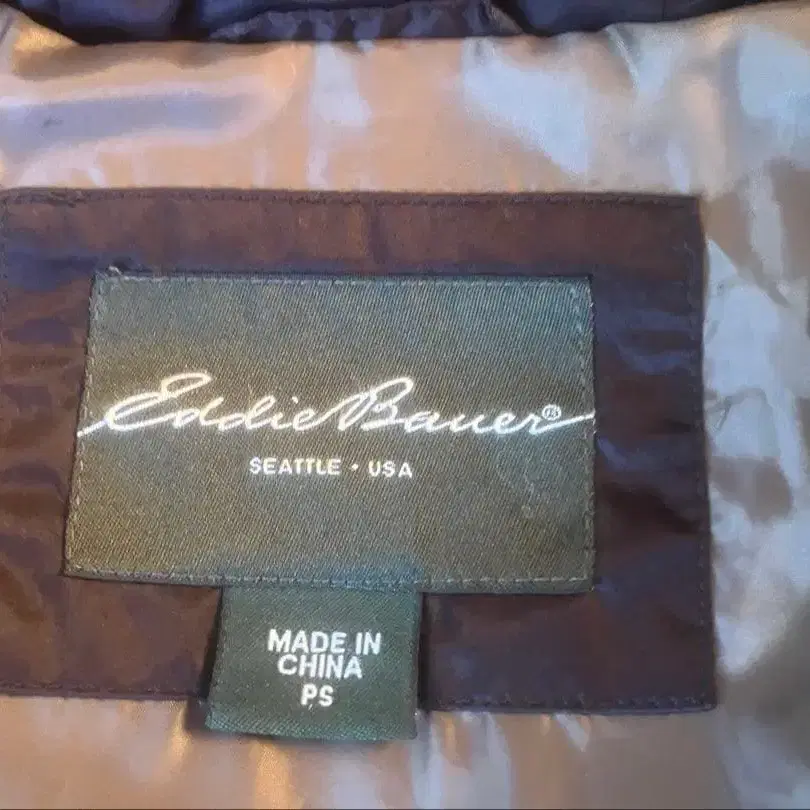 Eddie Bauer®
SEATTLE • USA
MADE IN
CHINA
PS